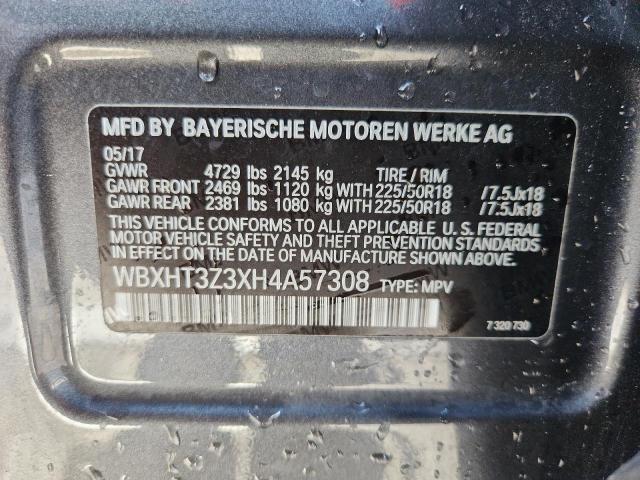 MFD BY BAYERISCHE MOTOREN WERKE AG
05/17
GVWR 4729 lbs 2145 kg TIRE / RIM
GAWR FRONT 2469 lbs 1120 kg WITH 225/50R18 /7.5Jx18
GAWR REAR 2381 lbs 1080 kg WITH 225/50R18 /7.5Jx18
THIS VEHICLE CONFORMS TO ALL APPLICABLE U. S. FEDERAL
MOTOR VEHICLE SAFETY AND THEFT PREVENTION STANDARDS
IN EFFECT ON THE DATE OF MANUFACTURE SHOWN ABOVE.
WBXHT3Z3XH4A57308 TYPE: MPV
7 320 730